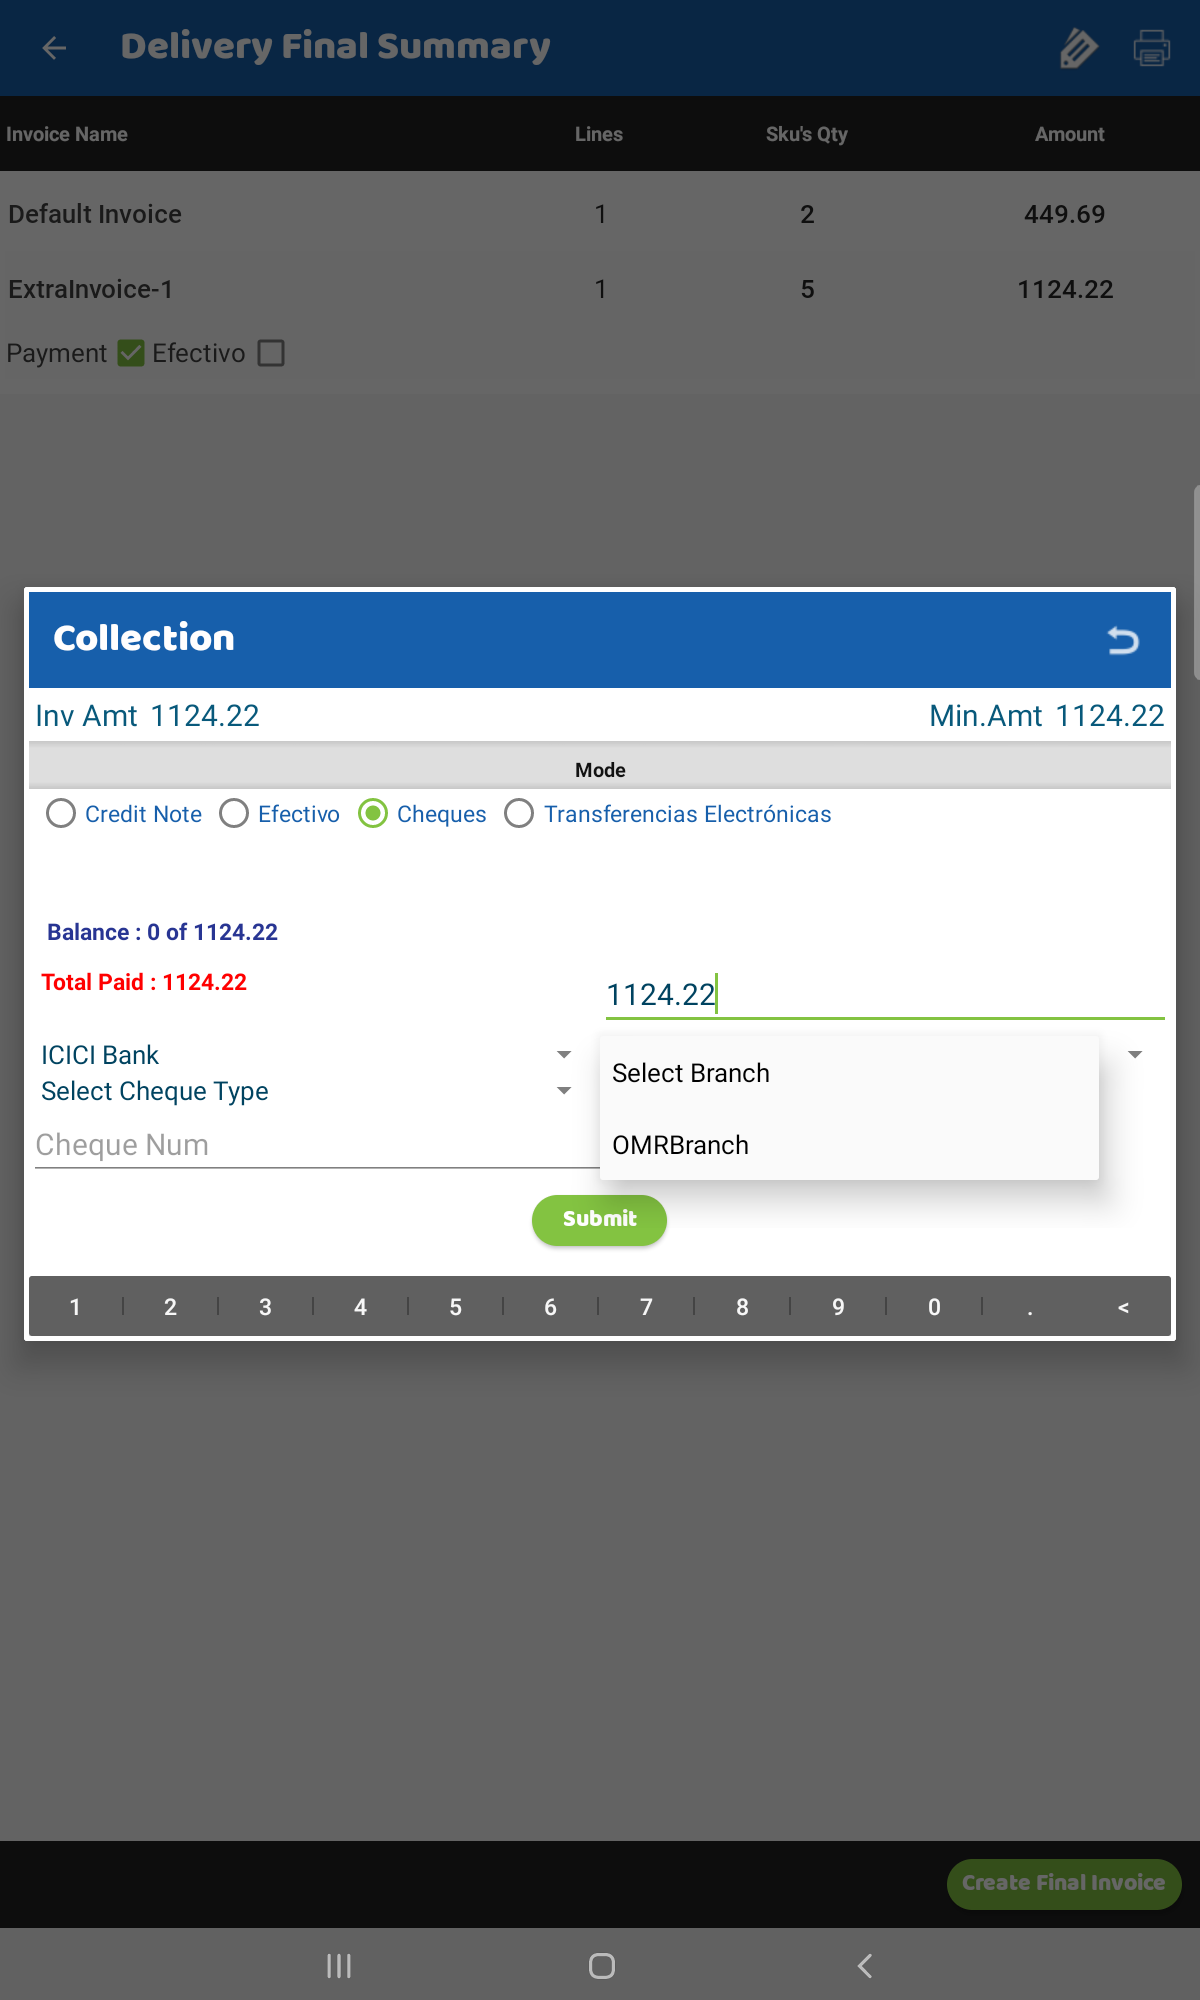 Delivery Final Summary
Invoice Name Lines Sku's Qty Amount
Default Invoice 1 2 449.69
ExtraInvoice-1 1 5 1124.22
Payment Efectivo
Collection
Inv Amt 1124.22 Min.Amt 1124.22
Mode
Credit Note Efectivo Cheques Transferencias Electrónicas
Balance : 0 of 1124.22
Total Paid : 1124.22
1124.22
ICICI Bank
Select Branch
Select Cheque Type
OMRBranch
Cheque Num
Submit
1 2 3 4 5 6 7 8 9 0 . <
Create Final Invoice